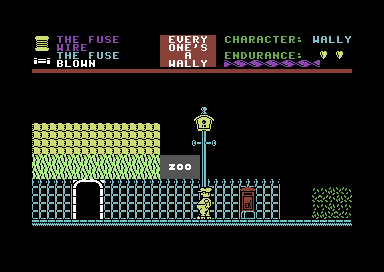 THE FUSE
WIRE
THE FUSE
BLOWN
EVERY
ONE'S
A
WALLY
CHARACTER: WALLY
ENDURANCE:
ZOO